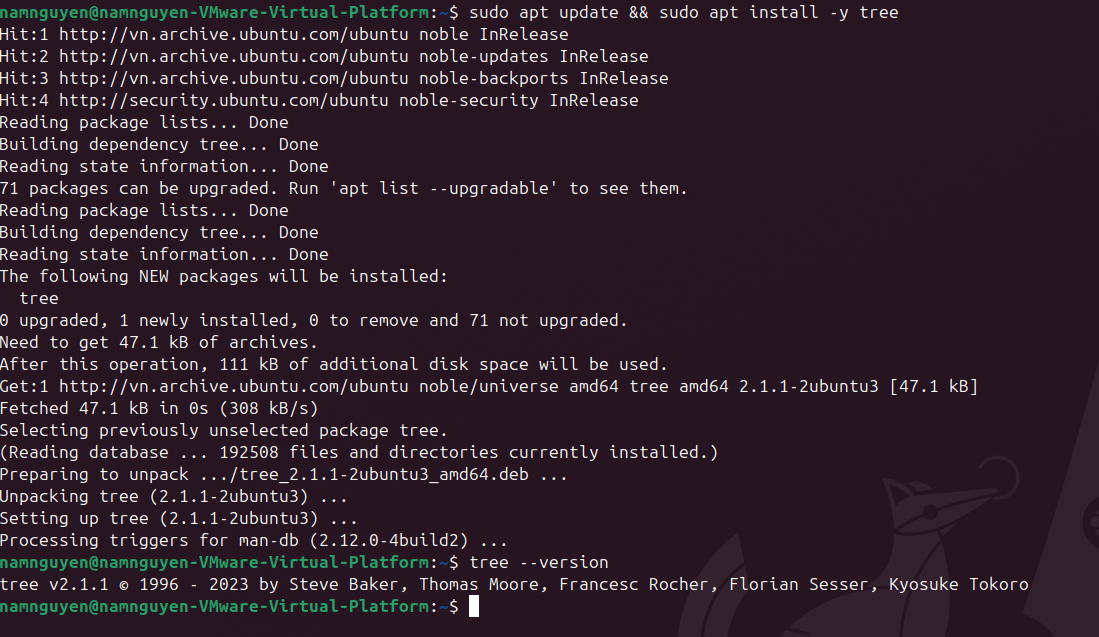 namnguyen@namnguyen-VMware-Virtual-Platform:~$ sudo apt update && sudo apt install -y tree
Hit:1 http://vn.archive.ubuntu.com/ubuntu noble InRelease
Hit:2 http://vn.archive.ubuntu.com/ubuntu noble-updates InRelease
Hit:3 http://vn.archive.ubuntu.com/ubuntu noble-backports InRelease
Hit:4 http://security.ubuntu.com/ubuntu noble-security InRelease
Reading package lists... Done
Building dependency tree... Done
Reading state information... Done
71 packages can be upgraded. Run 'apt list --upgradable' to see them.
Reading package lists... Done
Building dependency tree... Done
Reading state information... Done
The following NEW packages will be installed:
  tree
0 upgraded, 1 newly installed, 0 to remove and 71 not upgraded.
Need to get 47.1 kB of archives.
After this operation, 111 kB of additional disk space will be used.
Get:1 http://vn.archive.ubuntu.com/ubuntu noble/universe amd64 tree amd64 2.1.1-2ubuntu3 [47.1 kB]
Fetched 47.1 kB in 0s (308 kB/s)
Selecting previously unselected package tree.
(Reading database ... 192508 files and directories currently installed.)
Preparing to unpack .../tree_2.1.1-2ubuntu3_amd64.deb ...
Unpacking tree (2.1.1-2ubuntu3) ...
Setting up tree (2.1.1-2ubuntu3) ...
Processing triggers for man-db (2.12.0-4build2) ...
namnguyen@namnguyen-VMware-Virtual-Platform:~$ tree --version
tree v2.1.1 © 1996 - 2023 by Steve Baker, Thomas Moore, Francesc Rocher, Florian Sesser, Kyosuke Tokoro
namnguyen@namnguyen-VMware-Virtual-Platform:~$